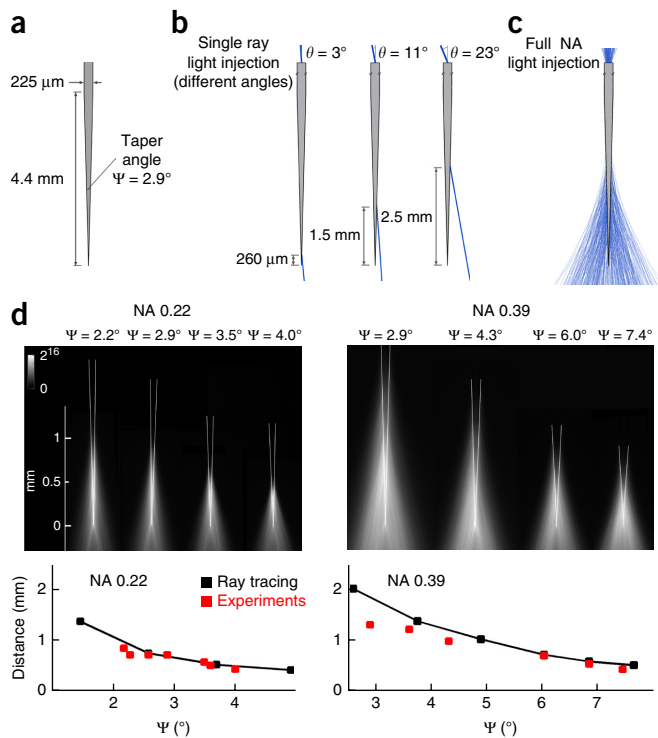 a
225 μm
4.4 mm
Taper
angle
Ψ = 2.9°
b
Single ray
light injection
(different angles)
θ = 3°
θ = 11°
θ = 23°
260 μm
1.5 mm
2.5 mm
c
Full NA
light injection
d
NA 0.22
Ψ = 2.2° Ψ = 2.9° Ψ = 3.5° Ψ = 4.0°
2^16
0
1
0.5
0
mm
NA 0.39
Ψ = 2.9° Ψ = 4.3° Ψ = 6.0° Ψ = 7.4°
NA 0.22
Ray tracing
Experiments
Distance (mm)
2
1
0
2 3 4
Ψ (°)
NA 0.39
2
1
0
3 4 5 6 7
Ψ (°)